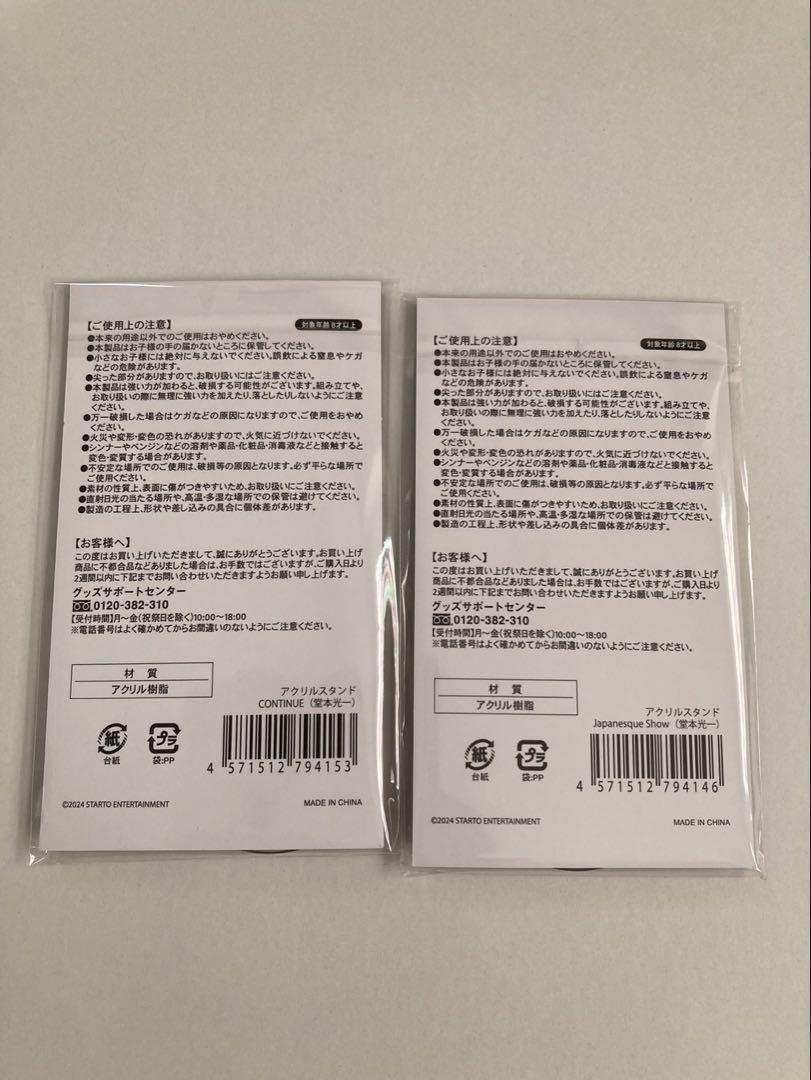 【ご使用上の注意】
対象年齢 8才以上
●本来の用途以外でのご使用はおやめください。
●本製品はお子様の手の届かないところに保管してください。
●小さなお子様には絶対に与えないでください。誤飲による窒息やケガ
などの危険があります。
●尖った部分がありますので、お取り扱いにはご注意ください。
●本製品は強い力が加わると、破損する可能性がございます。組み立てや、
お取り扱いの際に無理に強い力を加えたり、落としたりしないようにご注意
ください。
●万一破損した場合はケガなどの原因になりますので、ご使用をおやめ
ください。
●火災や変形・変色の恐れがありますので、火気に近づけないでください。
●シンナーやベンジンなどの溶剤や薬品・化粧品・消毒液などと接触すると
変色・変質する場合があります。
●不安定な場所でのご使用は、破損等の原因となります。必ず平らな場所で
ご使用ください。
●素材の性質上、表面に傷がつきやすいため、お取り扱いにご注意ください。
●直射日光の当たる場所や、高温・多湿な場所での保管は避けてください。
●製造の工程上、形状や差し込みの具合に個体差があります。
【お客様へ】
この度はお買い上げいただきまして、誠にありがとうございます。お買い上げ
商品に不都合品などありました場合は、お手数ではございますが、ご購入日より
2週間以内に下記までお問い合わせいただきますようお願い申し上げます。
グッズサポートセンター
0120-382-310
【受付時間】月〜金(祝祭日を除く)10:00〜18:00
※電話番号はよく確かめてからお間違いのないようにご注意ください。
材 質
アクリル樹脂
アクリルスタンド
CONTINUE（堂本光一）
紙
台紙
プラ
袋:PP
4 571512 794153
©2024 STARTO ENTERTAINMENT
MADE IN CHINA
【ご使用上の注意】
対象年齢 8才以上
●本来の用途以外でのご使用はおやめください。
●本製品はお子様の手の届かないところに保管してください。
●小さなお子様には絶対に与えないでください。誤飲による窒息やケガ
などの危険があります。
●尖った部分がありますので、お取り扱いにはご注意ください。
●本製品は強い力が加わると、破損する可能性がございます。組み立てや、
お取り扱いの際に無理に強い力を加えたり、落としたりしないようにご注意
ください。
●万一破損した場合はケガなどの原因になりますので、ご使用をおやめ
ください。
●火災や変形・変色の恐れがありますので、火気に近づけないでください。
●シンナーやベンジンなどの溶剤や薬品・化粧品・消毒液などと接触すると
変色・変質する場合があります。
●不安定な場所でのご使用は、破損等の原因となります。必ず平らな場所で
ご使用ください。
●素材の性質上、表面に傷がつきやすいため、お取り扱いにご注意ください。
●直射日光の当たる場所や、高温・多湿な場所での保管は避けてください。
●製造の工程上、形状や差し込みの具合に個体差があります。
【お客様へ】
この度はお買い上げいただきまして、誠にありがとうございます。お買い上げ
商品に不都合品などありました場合は、お手数ではございますが、ご購入日より
2週間以内に下記までお問い合わせいただきますようお願い申し上げます。
グッズサポートセンター
0120-382-310
【受付時間】月〜金(祝祭日を除く)10:00〜18:00
※電話番号はよく確かめてからお間違いのないようにご注意ください。
材 質
アクリル樹脂
アクリルスタンド
Japanesque Show（堂本光一）
紙
台紙
プラ
袋:PP
4 571512 794146
©2024 STARTO ENTERTAINMENT
MADE IN CHINA